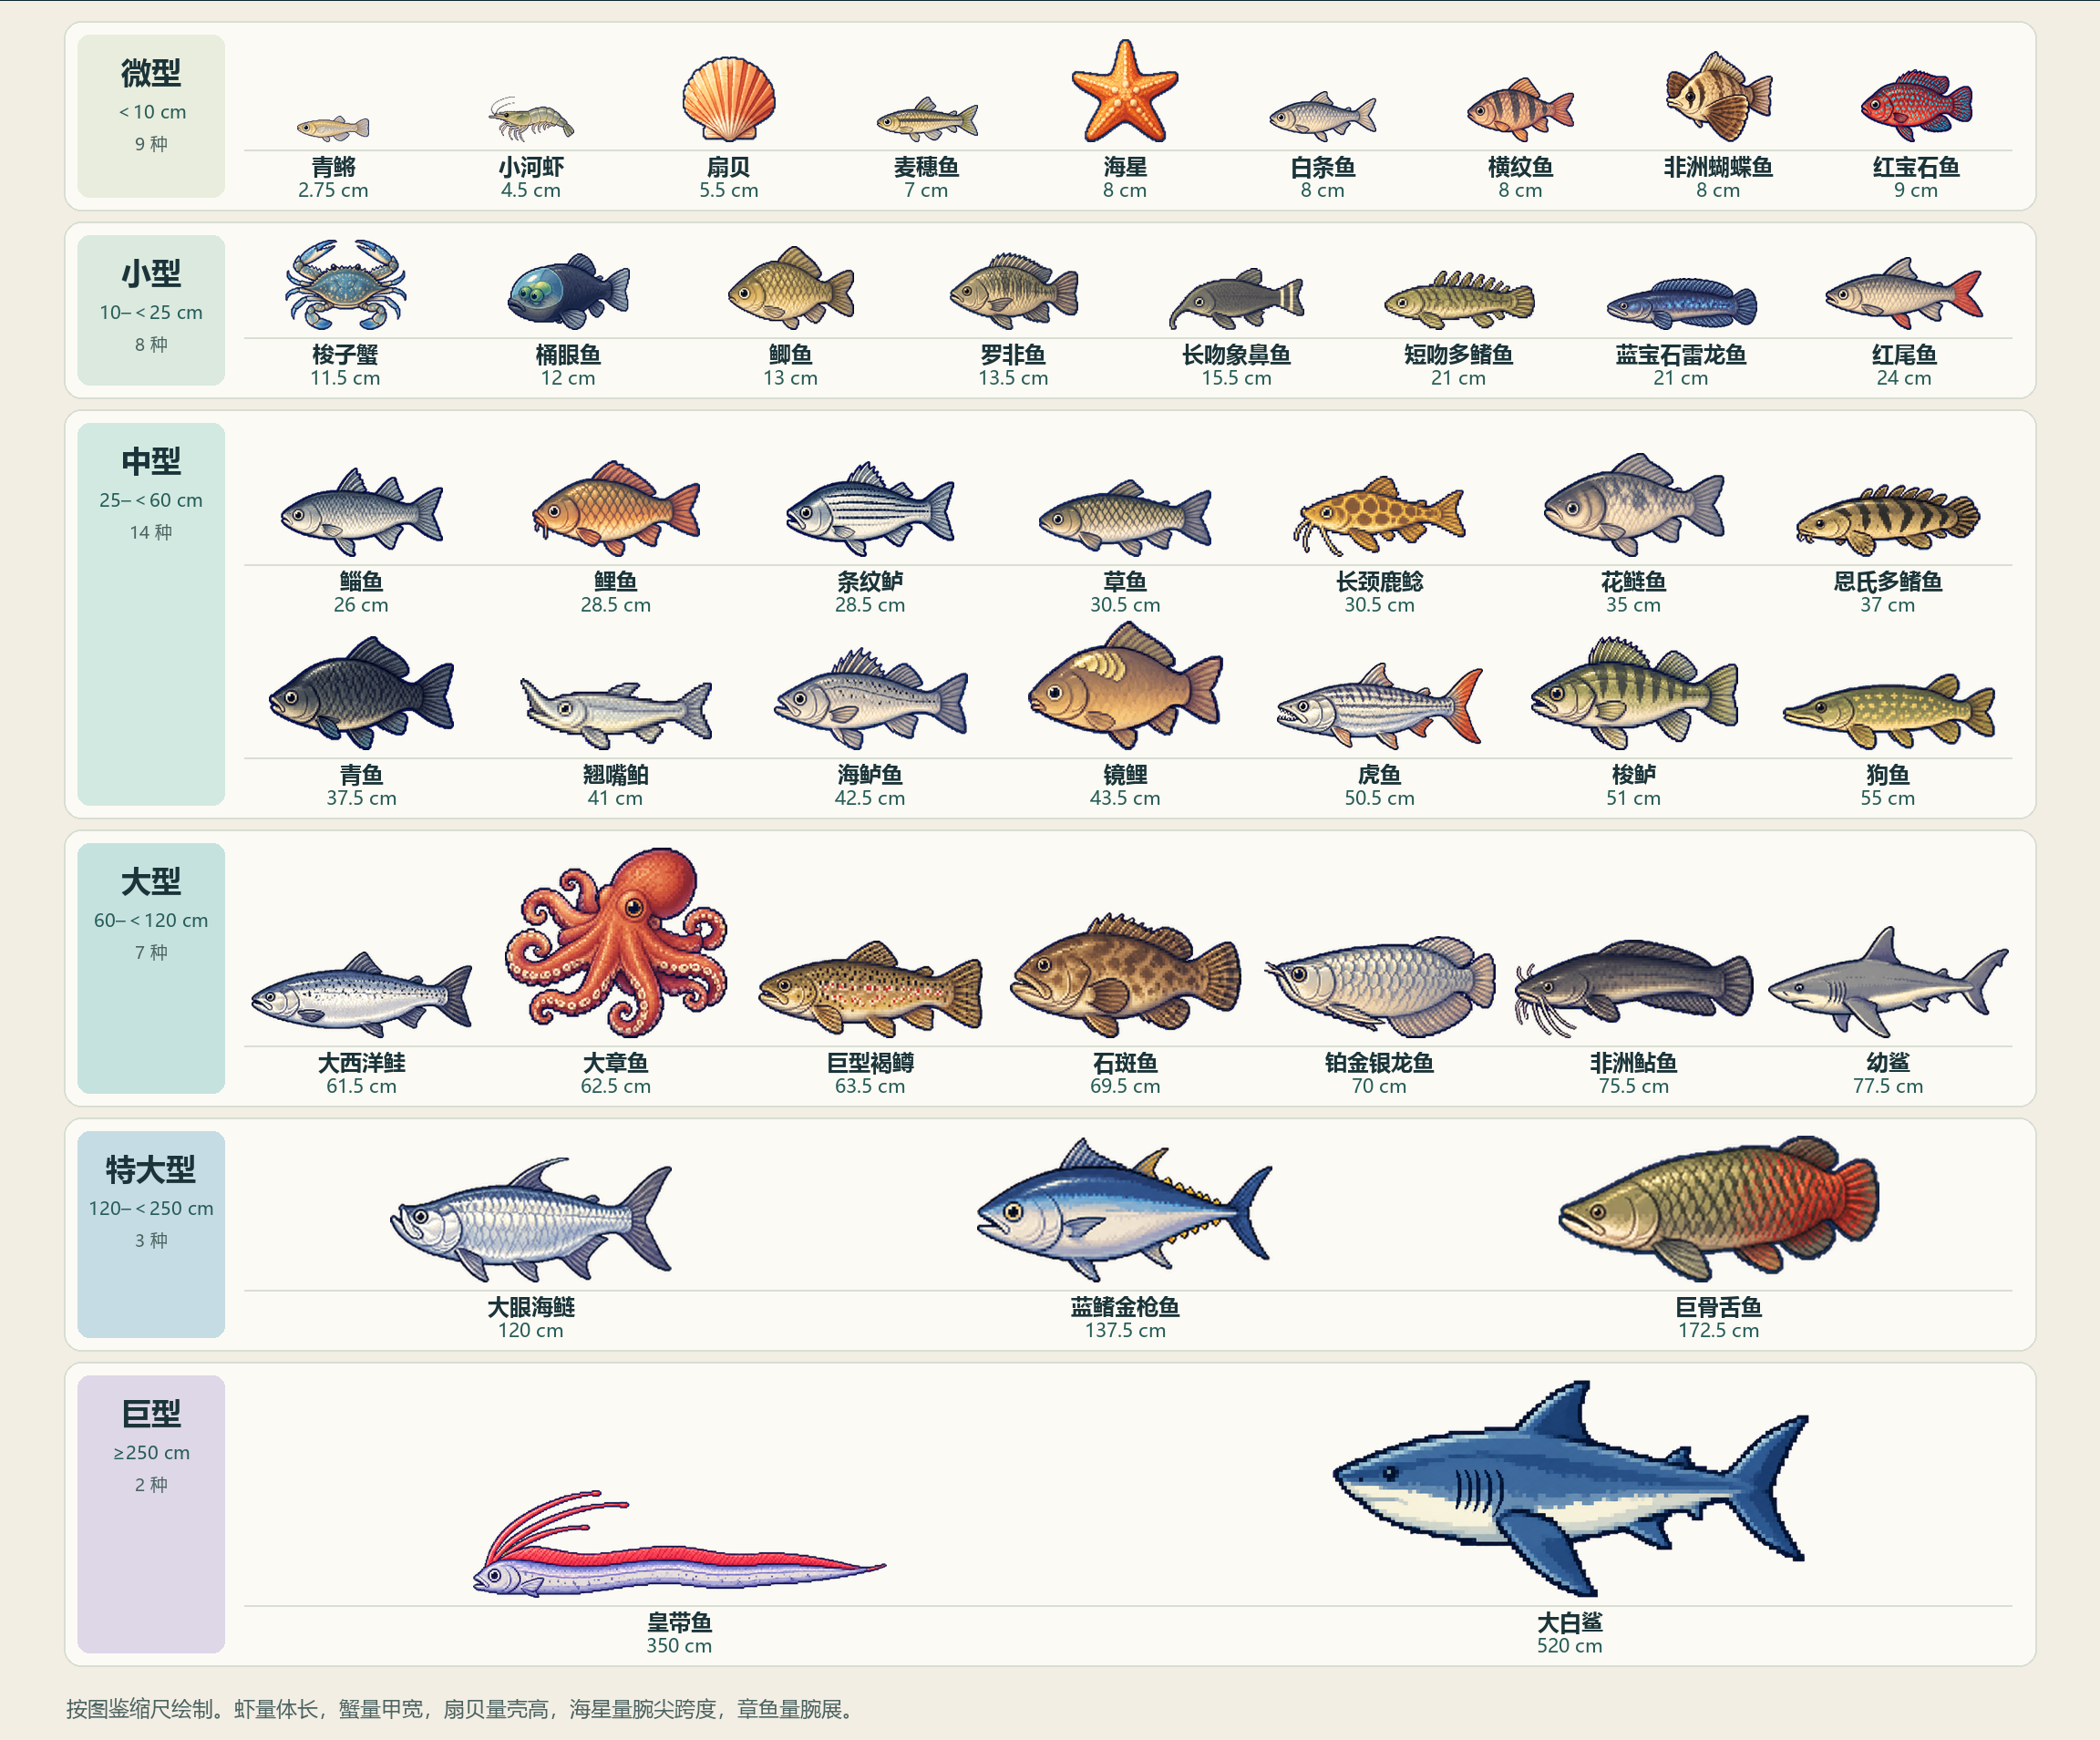 微型
< 10 cm
9 种
青鳉
2.75 cm
小河虾
4.5 cm
扇贝
5.5 cm
麦穗鱼
7 cm
海星
8 cm
白条鱼
8 cm
横纹鱼
8 cm
非洲蝴蝶鱼
8 cm
红宝石鱼
9 cm
小型
10–< 25 cm
8 种
梭子蟹
11.5 cm
桶眼鱼
12 cm
鲫鱼
13 cm
罗非鱼
13.5 cm
长吻象鼻鱼
15.5 cm
短吻多鳍鱼
21 cm
蓝宝石雷龙鱼
21 cm
红尾鱼
24 cm
中型
25–< 60 cm
14 种
鲻鱼
26 cm
鲤鱼
28.5 cm
条纹鲈
28.5 cm
草鱼
30.5 cm
长颈鹿鲶
30.5 cm
花鲢鱼
35 cm
恩氏多鳍鱼
37 cm
青鱼
37.5 cm
翘嘴鲌
41 cm
海鲈鱼
42.5 cm
镜鲤
43.5 cm
虎鱼
50.5 cm
梭鲈
51 cm
狗鱼
55 cm
大型
60–< 120 cm
7 种
大西洋鲑
61.5 cm
大章鱼
62.5 cm
巨型褐鳟
63.5 cm
石斑鱼
69.5 cm
铂金银龙鱼
70 cm
非洲鲇鱼
75.5 cm
幼鲨
77.5 cm
特大型
120–< 250 cm
3 种
大眼海鲢
120 cm
蓝鳍金枪鱼
137.5 cm
巨骨舌鱼
172.5 cm
巨型
≥250 cm
2 种
皇带鱼
350 cm
大白鲨
520 cm
按图鉴缩尺绘制。虾量体长，蟹量甲宽，扇贝量壳高，海星量腕尖跨度，章鱼量腕展。